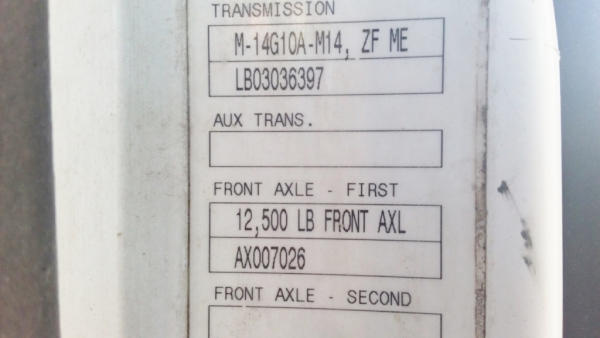 TRANSMISSION
M-14G10A-M14, ZF ME
LB03036397
AUX TRANS.
FRONT AXLE - FIRST
12,500 LB FRONT AXL
AX007026
FRONT AXLE - SECOND